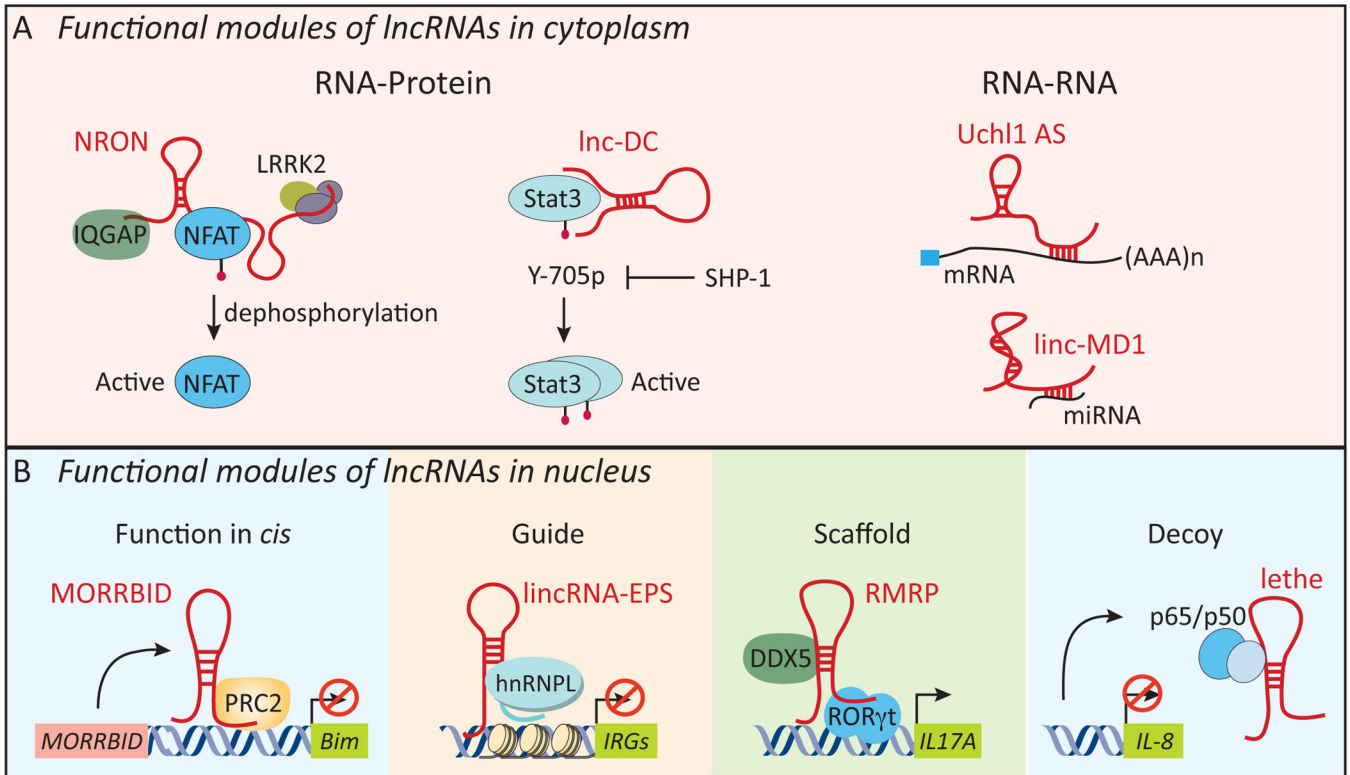 A Functional modules of lncRNAs in cytoplasm
RNA-Protein
RNA-RNA
NRON
LRRK2
IQGAP
NFAT
dephosphorylation
Active
NFAT
lnc-DC
Stat3
Y-705p
SHP-1
Stat3
Active
Uchl1 AS
mRNA
(AAA)n
linc-MD1
miRNA
B Functional modules of lncRNAs in nucleus
Function in cis
MORRBID
PRC2
MORRBID
Bim
Guide
lincRNA-EPS
hnRNPL
IRGs
Scaffold
RMRP
DDX5
RORγt
IL17A
Decoy
lethe
p65/p50
IL-8